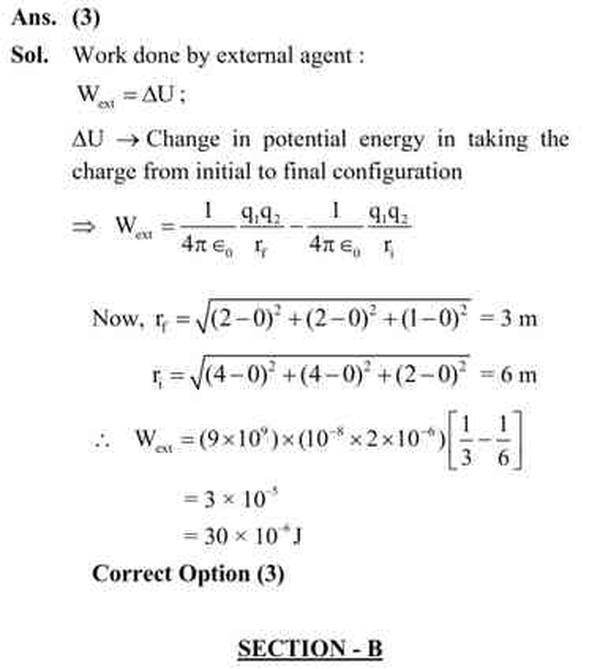 Ans. (3)
Sol. Work done by external agent :
W_ext = ΔU ;
ΔU → Change in potential energy in taking the
charge from initial to final configuration
⇒ W_ext = 1/(4π∈₀) q₁q₂/r_f − 1/(4π∈₀) q₁q₂/r_i
Now, r_f = √((2−0)² + (2−0)² + (1−0)²) = 3 m
r_i = √((4−0)² + (4−0)² + (2−0)²) = 6 m
∴ W_ext = (9×10⁹)×(10⁻⁸ × 2×10⁻⁶)[1/3 − 1/6]
= 3 × 10⁻⁵
= 30 × 10⁻⁶ J
Correct Option (3)
SECTION - B